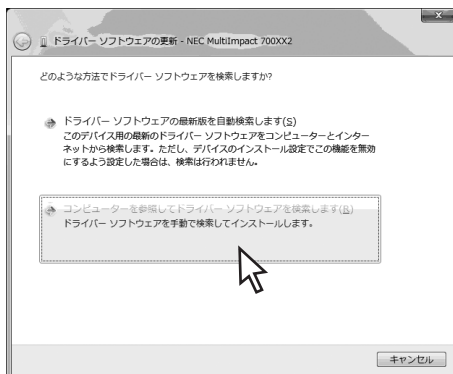 ドライバー ソフトウェアの更新 - NEC MultiImpact 700XX2
どのような方法でドライバー ソフトウェアを検索しますか?
ドライバー ソフトウェアの最新版を自動検索します(S)
このデバイス用の最新のドライバー ソフトウェアをコンピューターとインター
ネットから検索します。ただし、デバイスのインストール設定でこの機能を無効
にするよう設定した場合は、検索は行われません。
コンピューターを参照してドライバー ソフトウェアを検索します(R)
ドライバー ソフトウェアを手動で検索してインストールします。
キャンセル